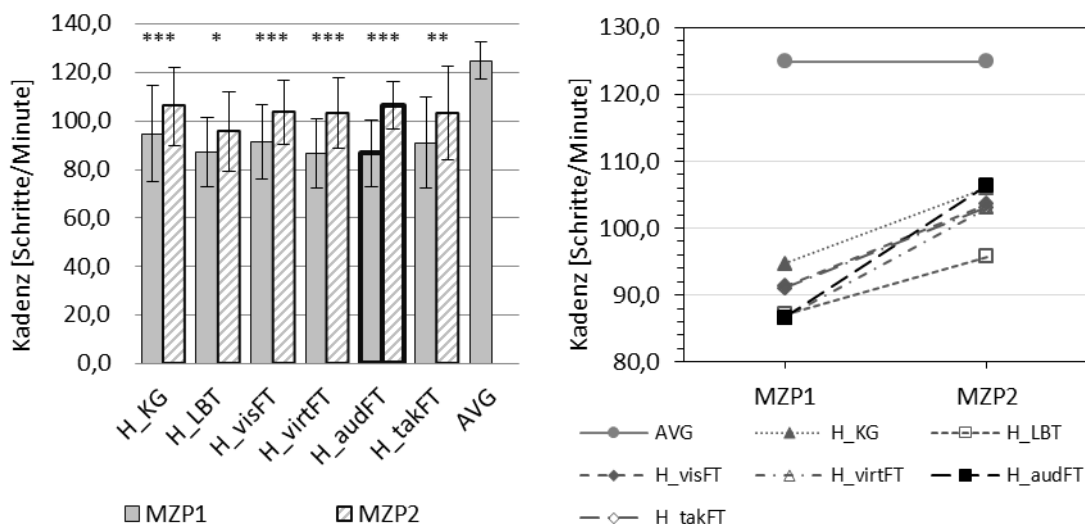 140,0
120,0
100,0
80,0
60,0
40,0
20,0
0,0
Kadenz [Schritte/Minute]
*** * *** *** *** **
H_KG
H_LBT
H_visFT
H_virtFT
H_audFT
H_takFT
AVG
MZP1 MZP2
130,0
120,0
110,0
100,0
90,0
80,0
Kadenz [Schritte/Minute]
MZP1 MZP2
AVG H_KG H_LBT
H_visFT H_virtFT H_audFT
H_takFT